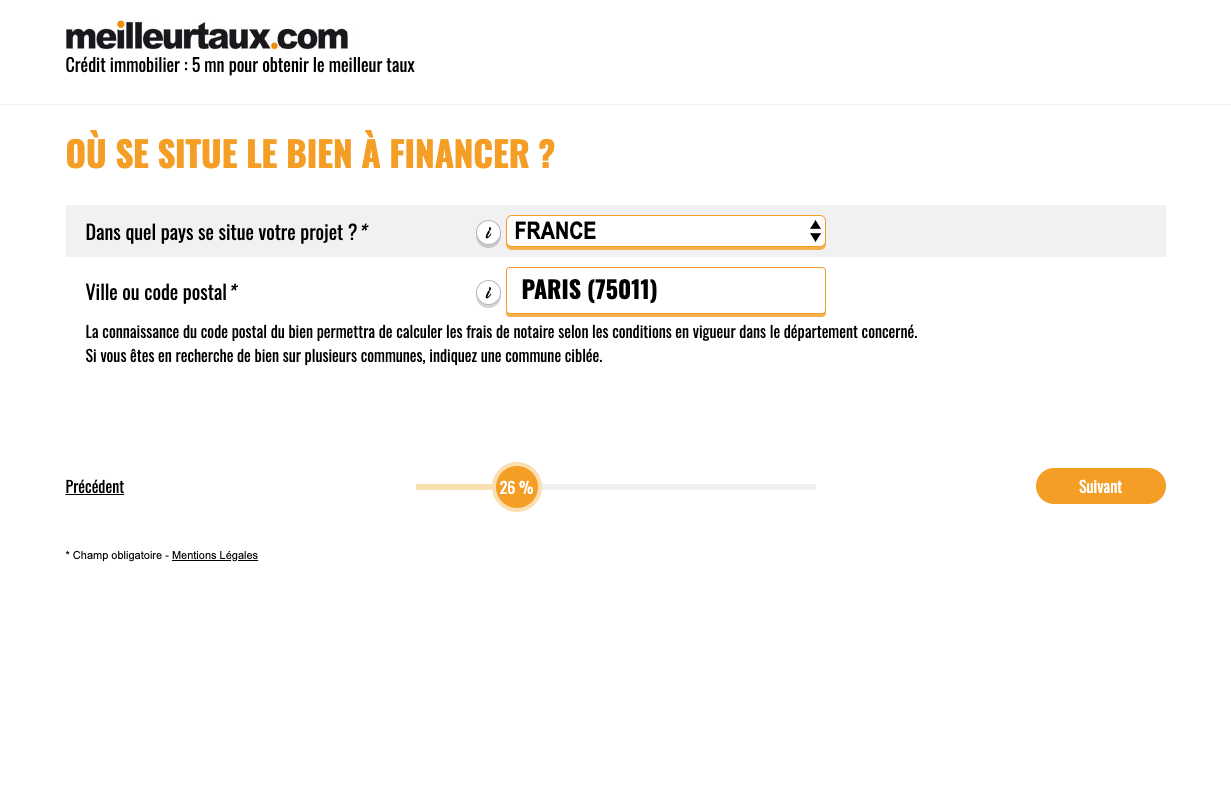 meilleurtaux.com
Crédit immobilier : 5 mn pour obtenir le meilleur taux
OÙ SE SITUE LE BIEN À FINANCER ?
Dans quel pays se situe votre projet ? * i FRANCE
Ville ou code postal * i PARIS (75011)
La connaissance du code postal du bien permettra de calculer les frais de notaire selon les conditions en vigueur dans le département concerné.
Si vous êtes en recherche de bien sur plusieurs communes, indiquez une commune ciblée.
Précédent 26 % Suivant
* Champ obligatoire - Mentions Légales